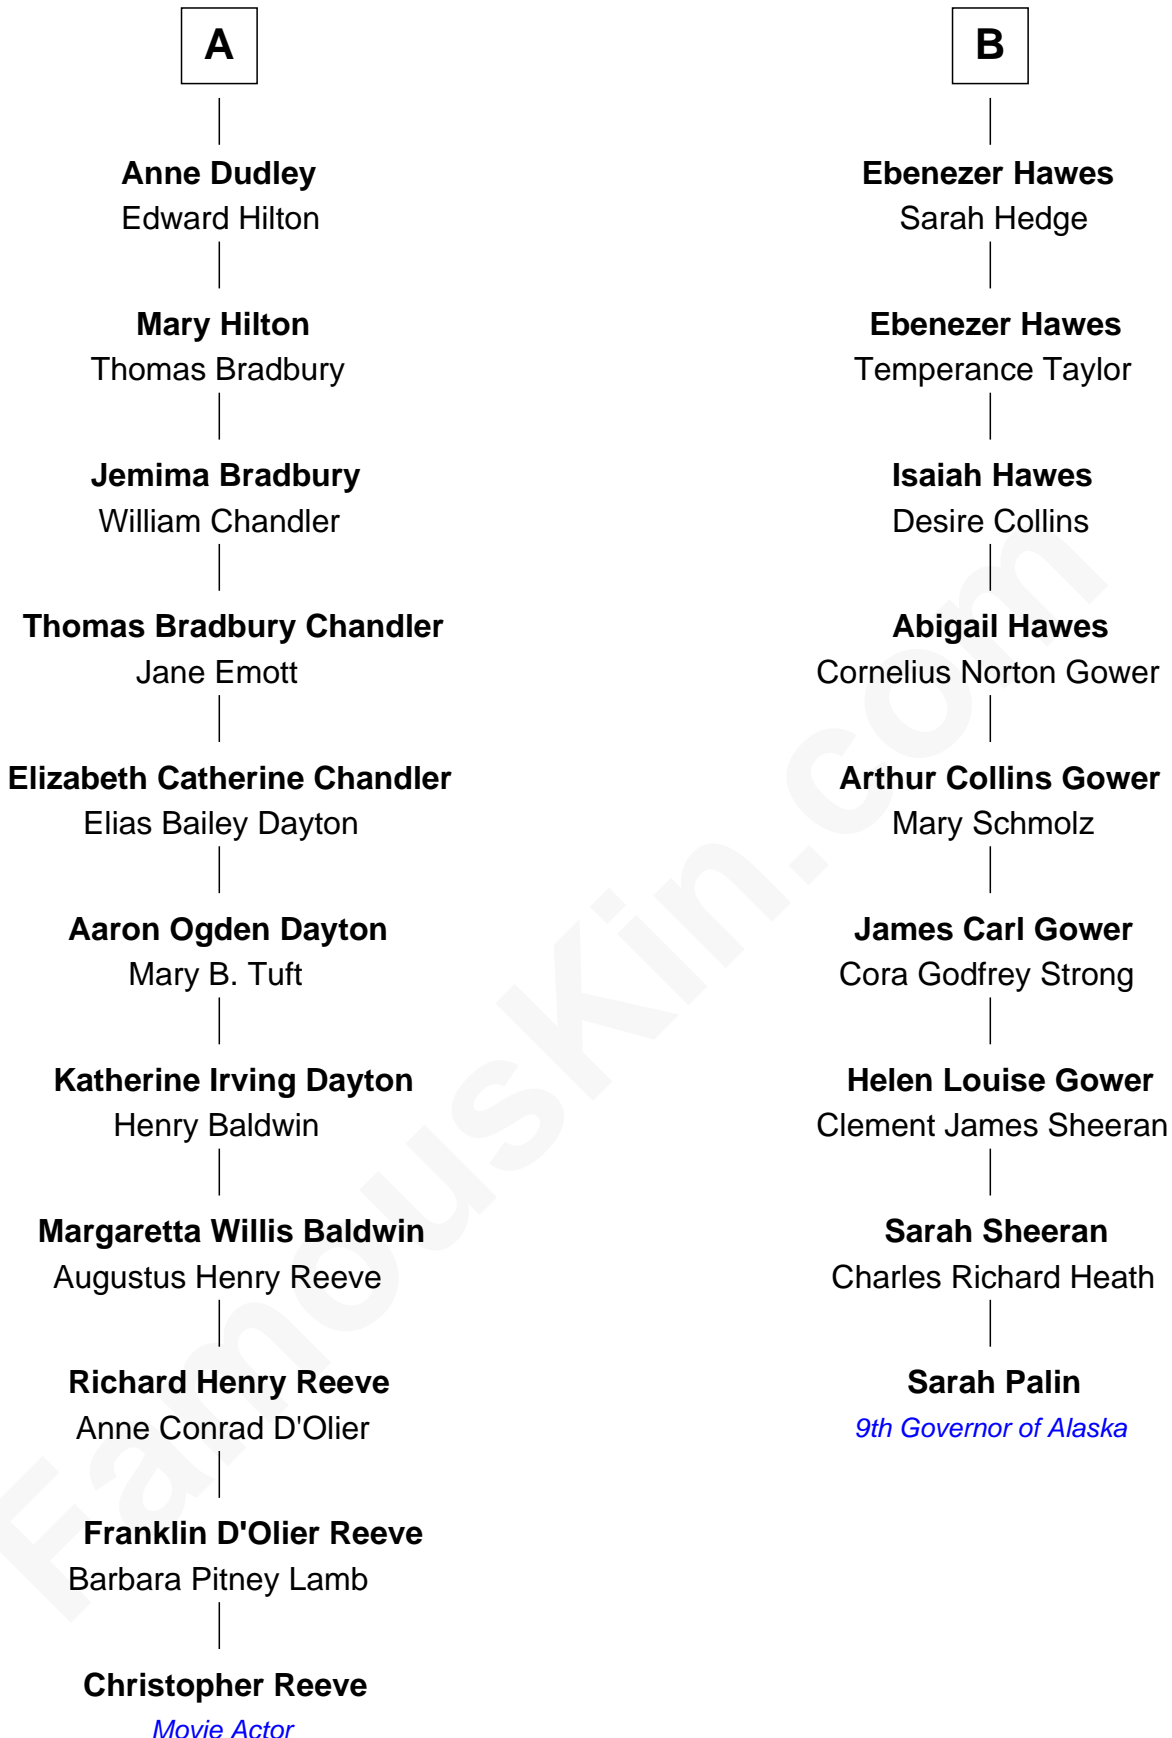 A
Anne Dudley
Edward Hilton
Mary Hilton
Thomas Bradbury
Jemima Bradbury
William Chandler
Thomas Bradbury Chandler
Jane Emott
Elizabeth Catherine Chandler
Elias Bailey Dayton
Aaron Ogden Dayton
Mary B. Tuft
Katherine Irving Dayton
Henry Baldwin
Margaretta Willis Baldwin
Augustus Henry Reeve
Richard Henry Reeve
Anne Conrad D'Olier
Franklin D'Olier Reeve
Barbara Pitney Lamb
Christopher Reeve
Movie Actor
B
Ebenezer Hawes
Sarah Hedge
Ebenezer Hawes
Temperance Taylor
Isaiah Hawes
Desire Collins
Abigail Hawes
Cornelius Norton Gower
Arthur Collins Gower
Mary Schmolz
James Carl Gower
Cora Godfrey Strong
Helen Louise Gower
Clement James Sheeran
Sarah Sheeran
Charles Richard Heath
Sarah Palin
9th Governor of Alaska
FamousKin.com